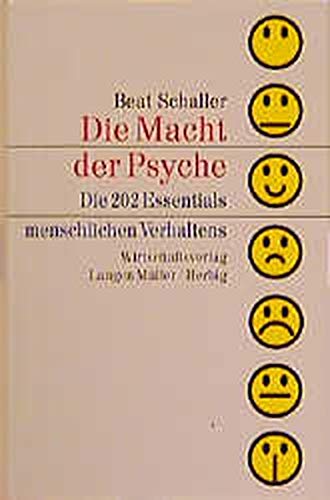 Beat Schaller
Die Macht
der Psyche
Die 202 Essentials
menschlichen Verhaltens
Wirtschaftsverlag
Langen Müller / Herbig